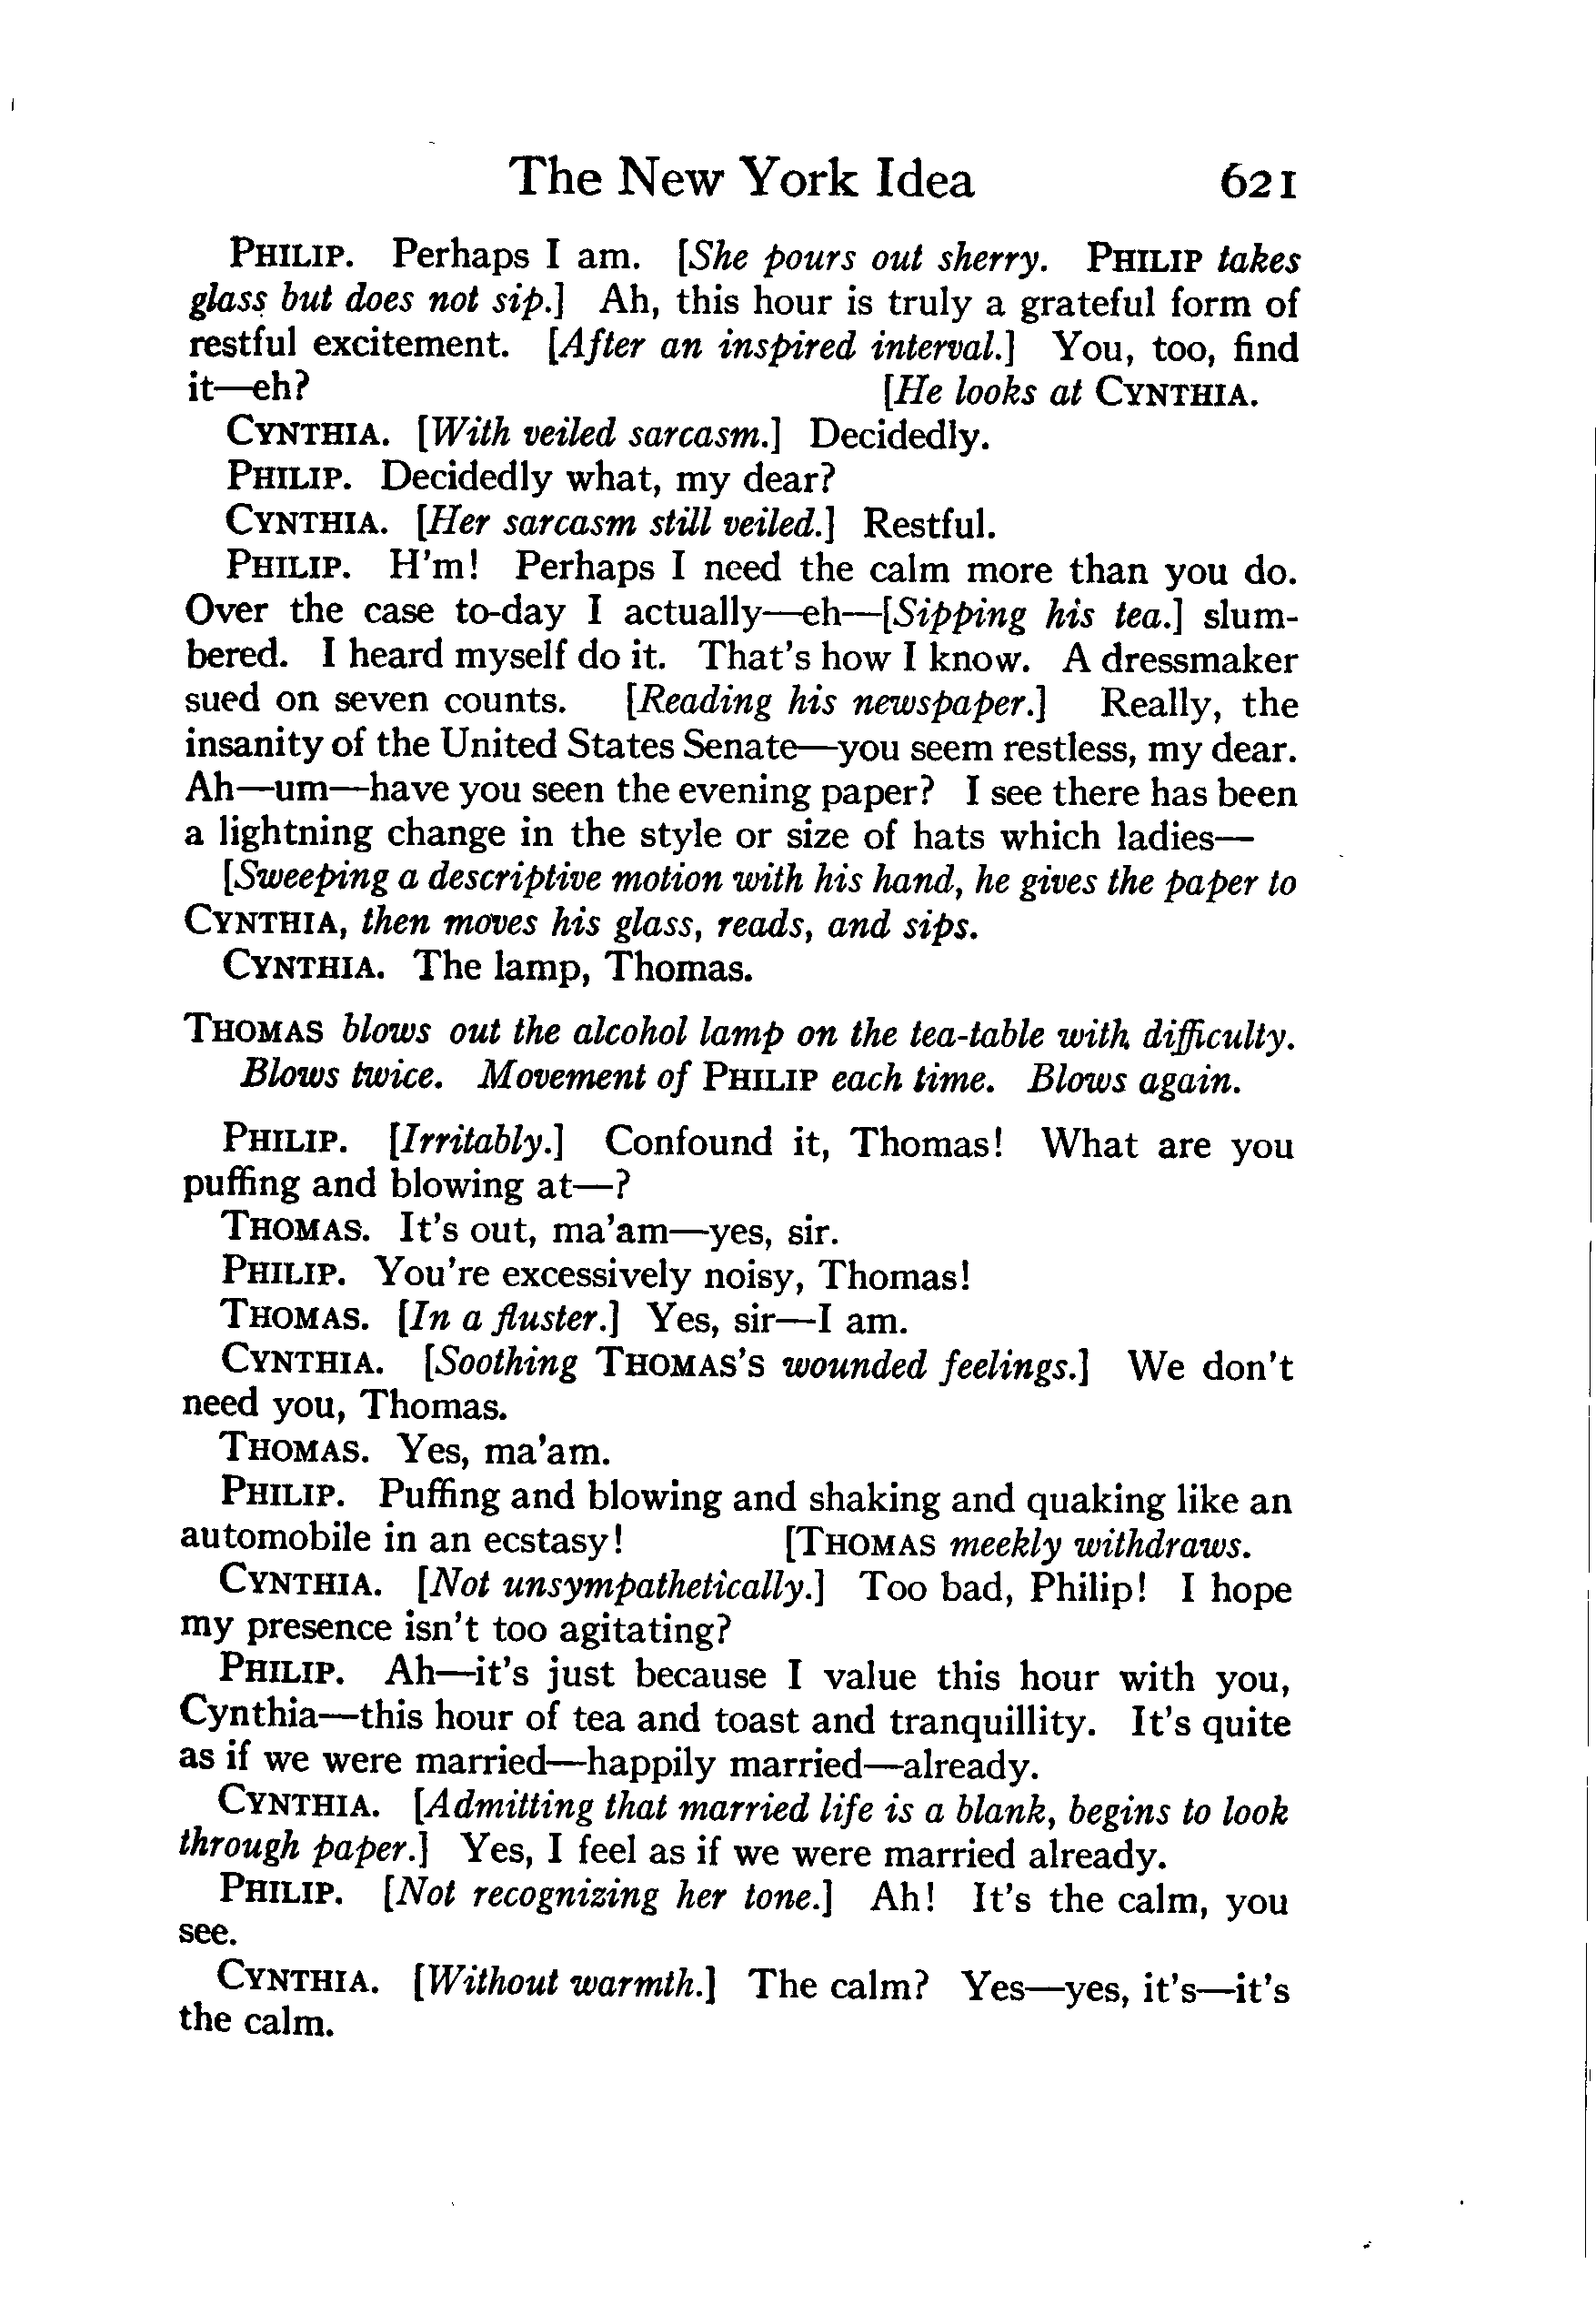 The New York Idea 621
PHILIP. Perhaps I am. [She pours out sherry. PHILIP takes
glass but does not sip.] Ah, this hour is truly a grateful form of
restful excitement. [After an inspired interval.] You, too, find
it—eh? [He looks at CYNTHIA.
CYNTHIA. [With veiled sarcasm.] Decidedly.
PHILIP. Decidedly what, my dear?
CYNTHIA. [Her sarcasm still veiled.] Restful.
PHILIP. H'm! Perhaps I need the calm more than you do.
Over the case to-day I actually—eh—[Sipping his tea.] slum-
bered. I heard myself do it. That's how I know. A dressmaker
sued on seven counts. [Reading his newspaper.] Really, the
insanity of the United States Senate—you seem restless, my dear.
Ah—um—have you seen the evening paper? I see there has been
a lightning change in the style or size of hats which ladies—
[Sweeping a descriptive motion with his hand, he gives the paper to
CYNTHIA, then moves his glass, reads, and sips.
CYNTHIA. The lamp, Thomas.
THOMAS blows out the alcohol lamp on the tea-table with difficulty.
Blows twice. Movement of PHILIP each time. Blows again.
PHILIP. [Irritably.] Confound it, Thomas! What are you
puffing and blowing at—?
THOMAS. It's out, ma'am—yes, sir.
PHILIP. You're excessively noisy, Thomas!
THOMAS. [In a fluster.] Yes, sir—I am.
CYNTHIA. [Soothing THOMAS'S wounded feelings.] We don't
need you, Thomas.
THOMAS. Yes, ma'am.
PHILIP. Puffing and blowing and shaking and quaking like an
automobile in an ecstasy! [THOMAS meekly withdraws.
CYNTHIA. [Not unsympathetically.] Too bad, Philip! I hope
my presence isn't too agitating?
PHILIP. Ah—it's just because I value this hour with you,
Cynthia—this hour of tea and toast and tranquillity. It's quite
as if we were married—happily married—already.
CYNTHIA. [Admitting that married life is a blank, begins to look
through paper.] Yes, I feel as if we were married already.
PHILIP. [Not recognizing her tone.] Ah! It's the calm, you
see.
CYNTHIA. [Without warmth.] The calm? Yes—yes, it's—it's
the calm.